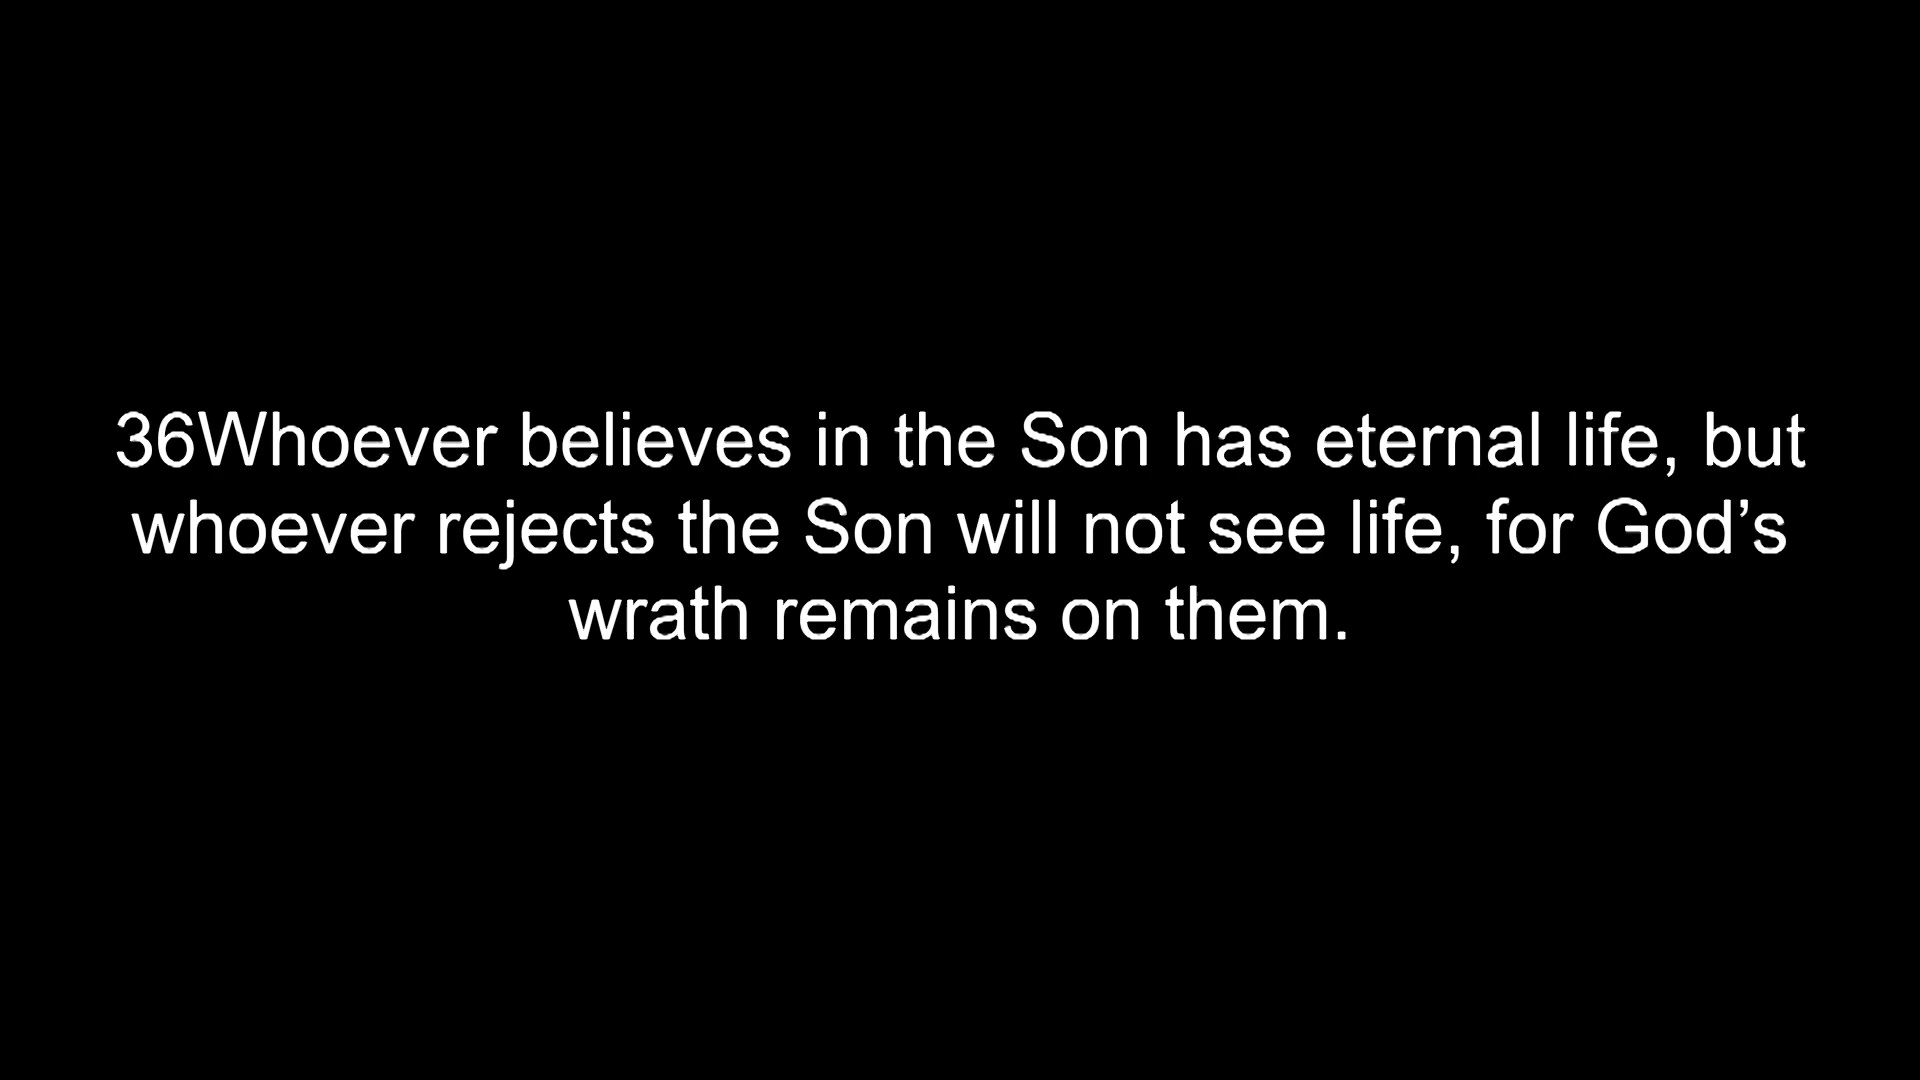 36Whoever believes in the Son has eternal life, but
whoever rejects the Son will not see life, for God’s
wrath remains on them.